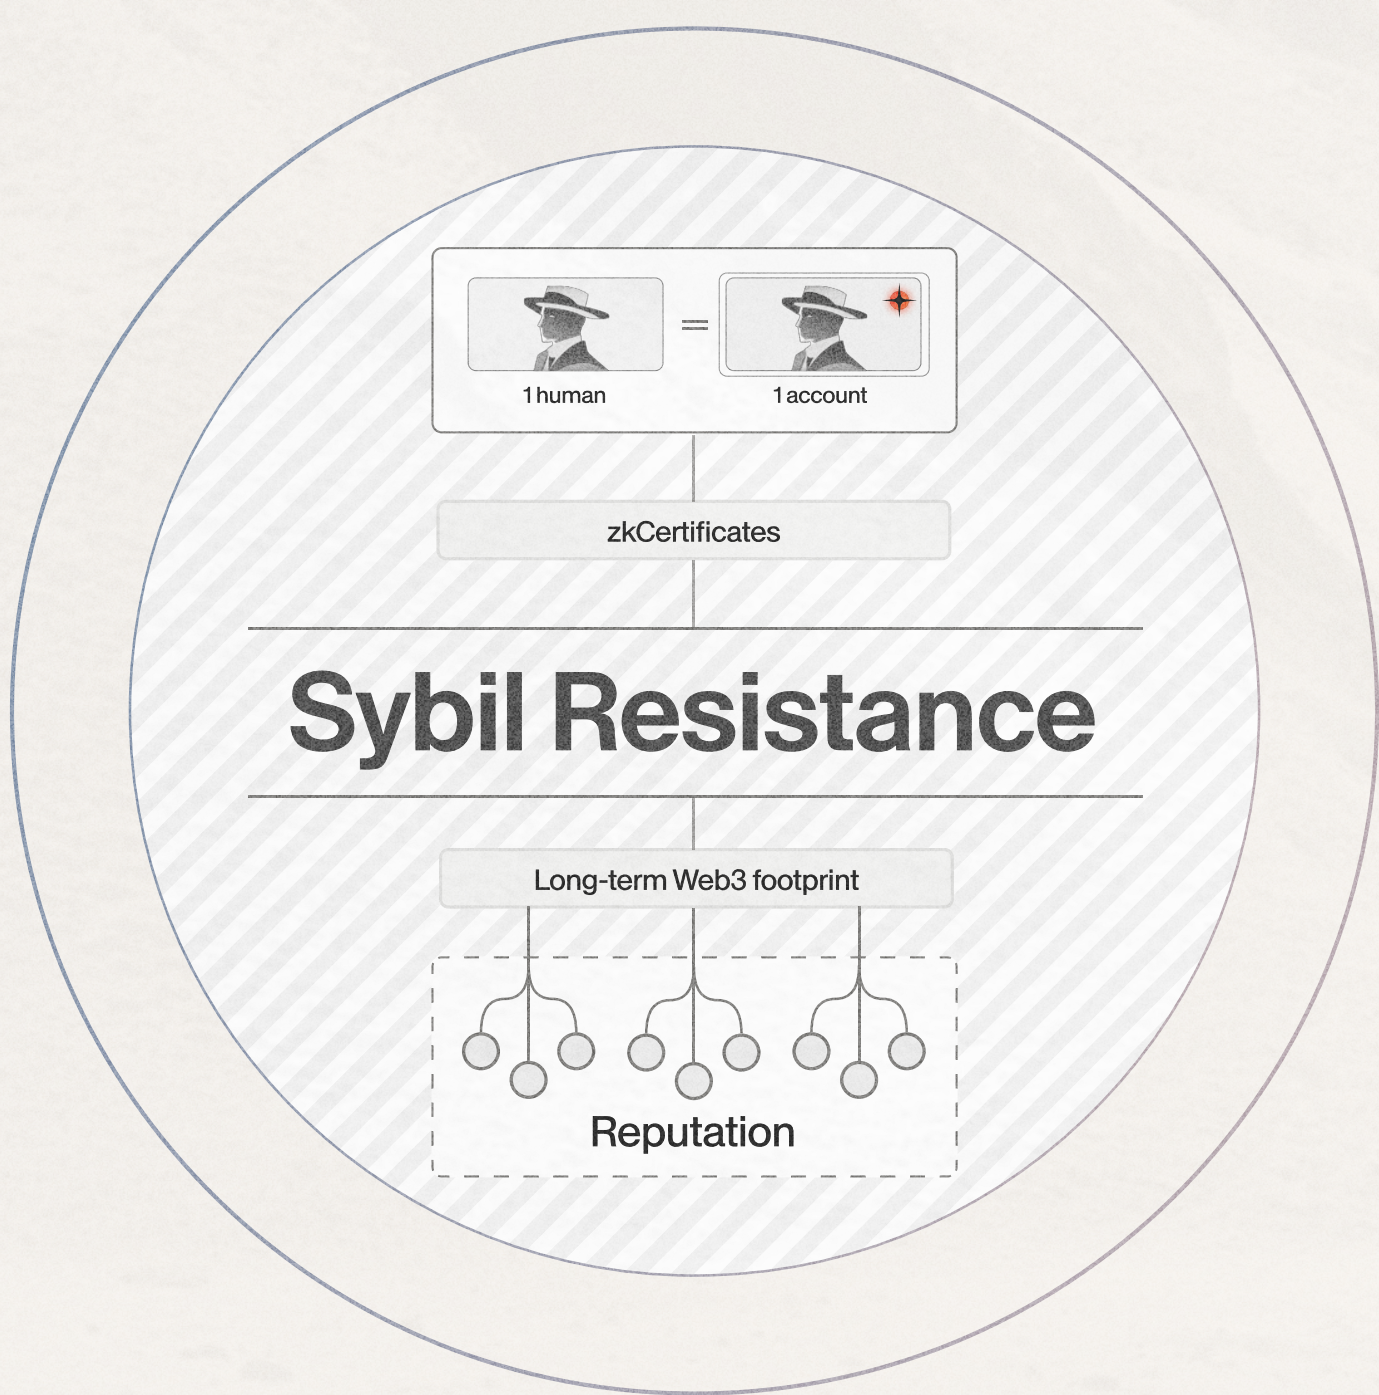 1 human
=
1 account
zkCertificates
Sybil Resistance
Long-term Web3 footprint
Reputation